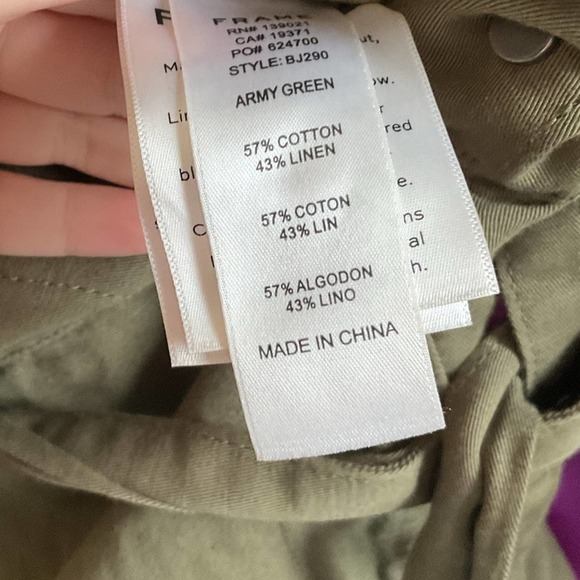 FRAME
RN# 139021
CA# 19371
PO# 624700
STYLE: BJ290
ARMY GREEN
57% COTTON
43% LINEN
57% COTON
43% LIN
57% ALGODON
43% LINO
MADE IN CHINA